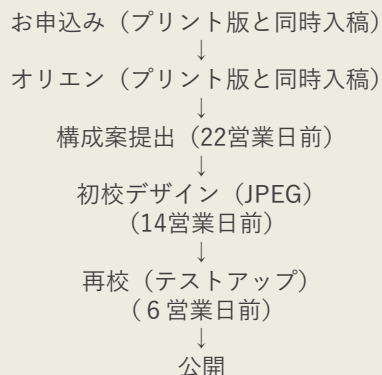 お申込み（プリント版と同時入稿）
↓
オリエン（プリント版と同時入稿）
↓
構成案提出（22営業日前）
↓
初校デザイン（JPEG）
（14営業日前）
↓
再校（テストアップ）
（６営業日前）
↓
公開